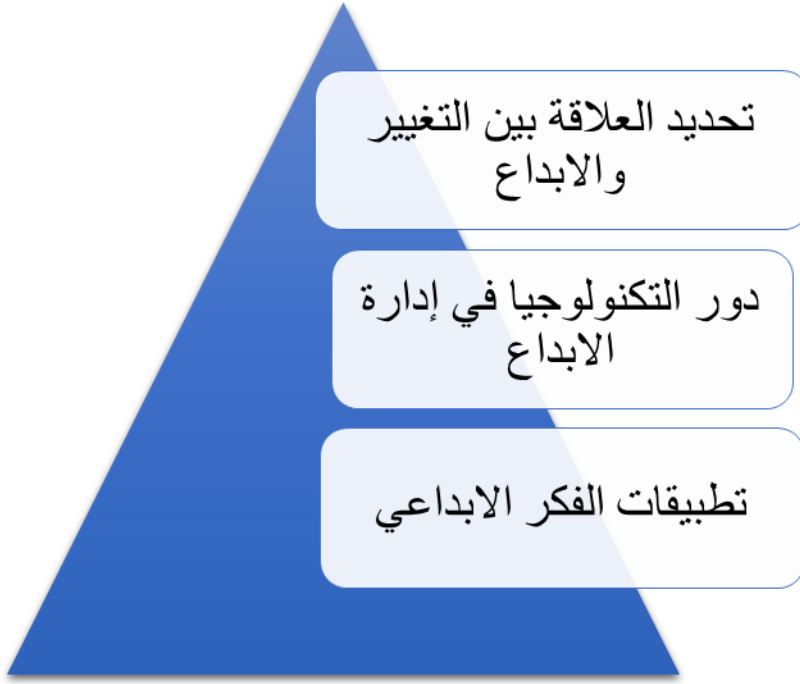 تحديد العلاقة بين التغيير
والابداع
دور التكنولوجيا في إدارة
الابداع
تطبيقات الفكر الابداعي